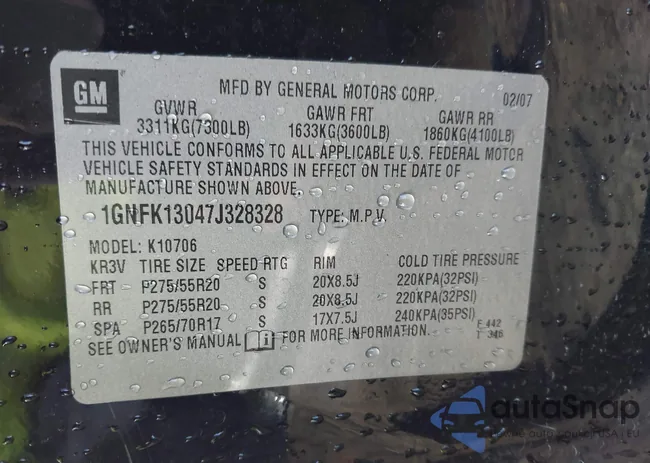 GM
MFD BY GENERAL MOTORS CORP. 02/07
GVWR GAWR FRT GAWR RR
3311KG(7300LB) 1633KG(3600LB) 1860KG(4100LB)
THIS VEHICLE CONFORMS TO ALL APPLICABLE U.S. FEDERAL MOTOR
VEHICLE SAFETY STANDARDS IN EFFECT ON THE DATE OF
MANUFACTURE SHOWN ABOVE.
1GNFK13047J328328 TYPE: M.P.V.
MODEL: K10706
KR3V TIRE SIZE SPEED RTG RIM COLD TIRE PRESSURE
FRT P275/55R20 S 20X8.5J 220KPA(32PSI)
RR P275/55R20 S 20X8.5J 220KPA(32PSI)
SPA P265/70R17 S 17X7.5J 240KPA(35PSI)
SEE OWNER'S MANUAL FOR MORE INFORMATION.
F 442
T 346
autoSnap